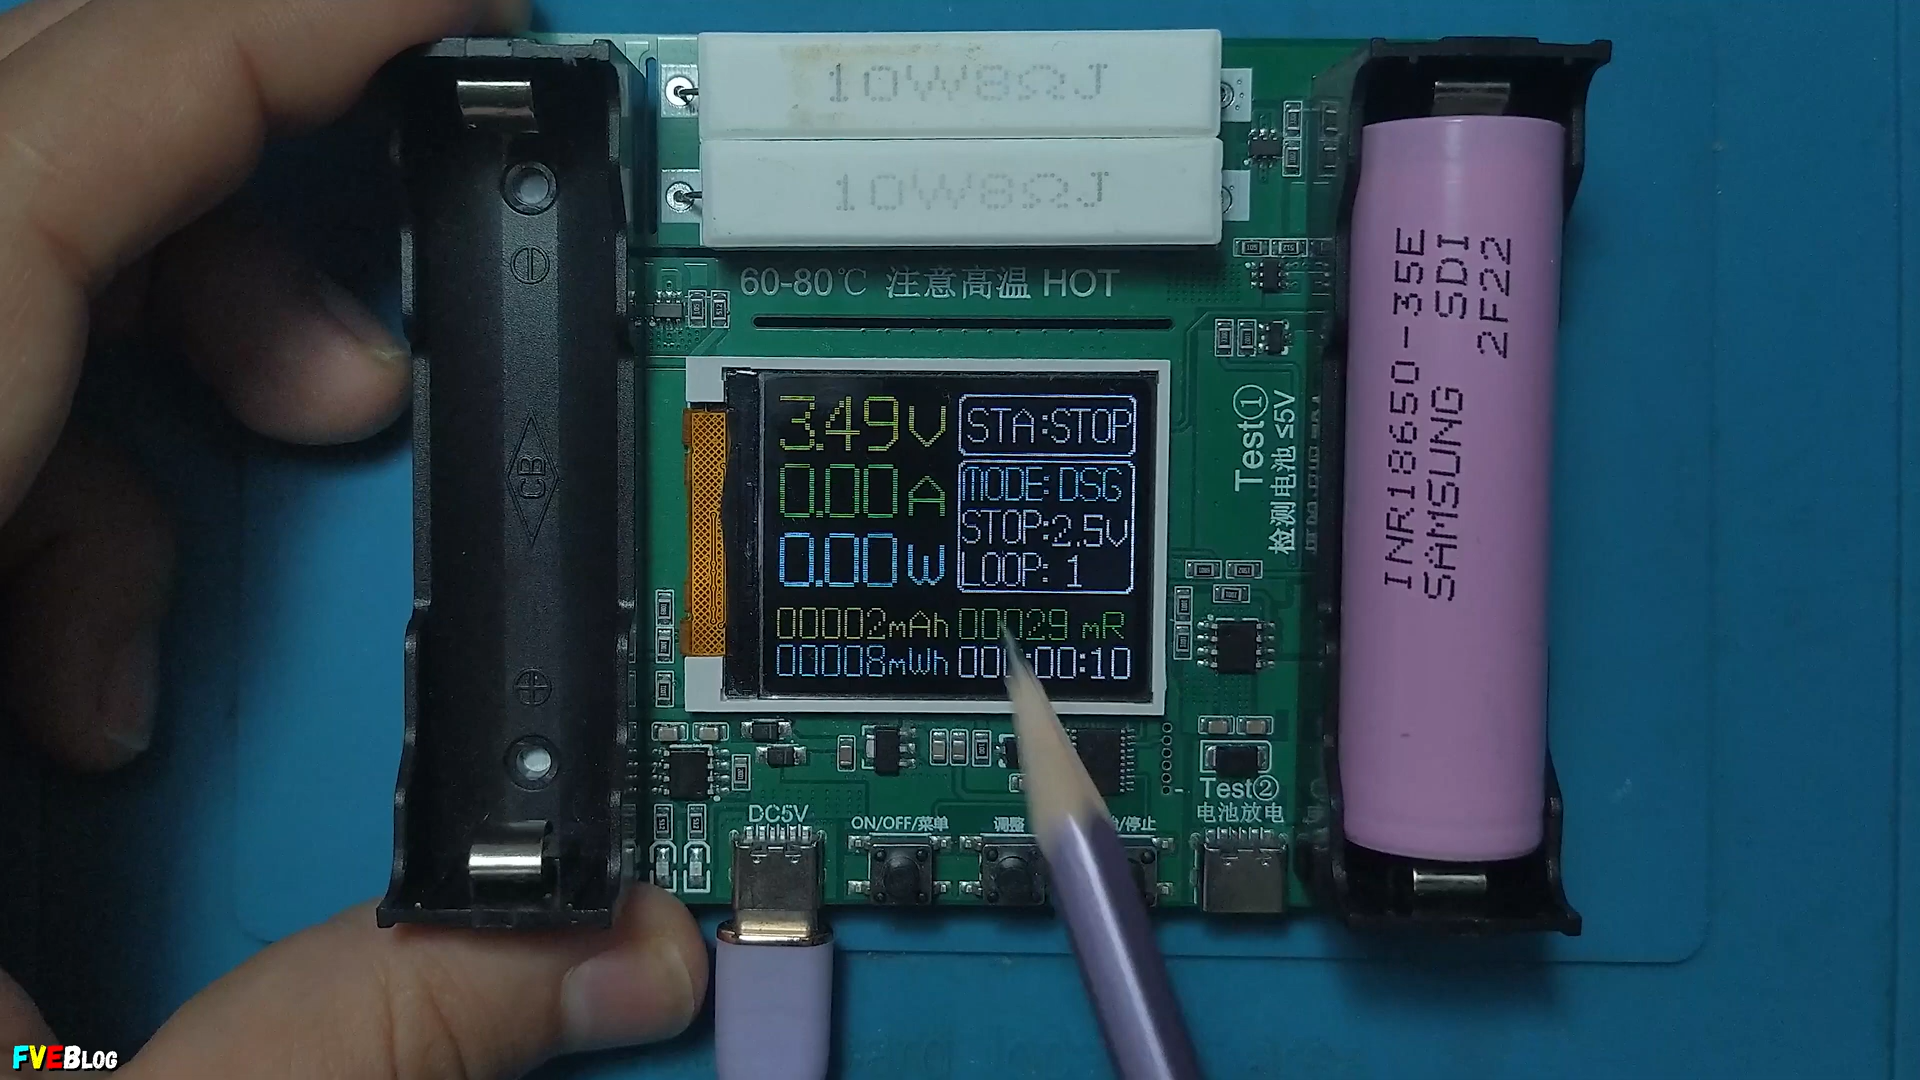 10W8ΩJ
10W8ΩJ
60-80℃ 注意高温 HOT
3.49V
0.00A
0.00W
STA:STOP
MODE:DSG
STOP:2.5V
LOOP: 1
00002mAh
00029 mR
00008mWh
000:00:10
Test①
检测电池 ≤5V
INR18650-35E
SAMSUNG SDI
2F22
CB
DC5V
ON/OFF/菜单
调整
/停止
Test②
电池放电
FVEBLOG